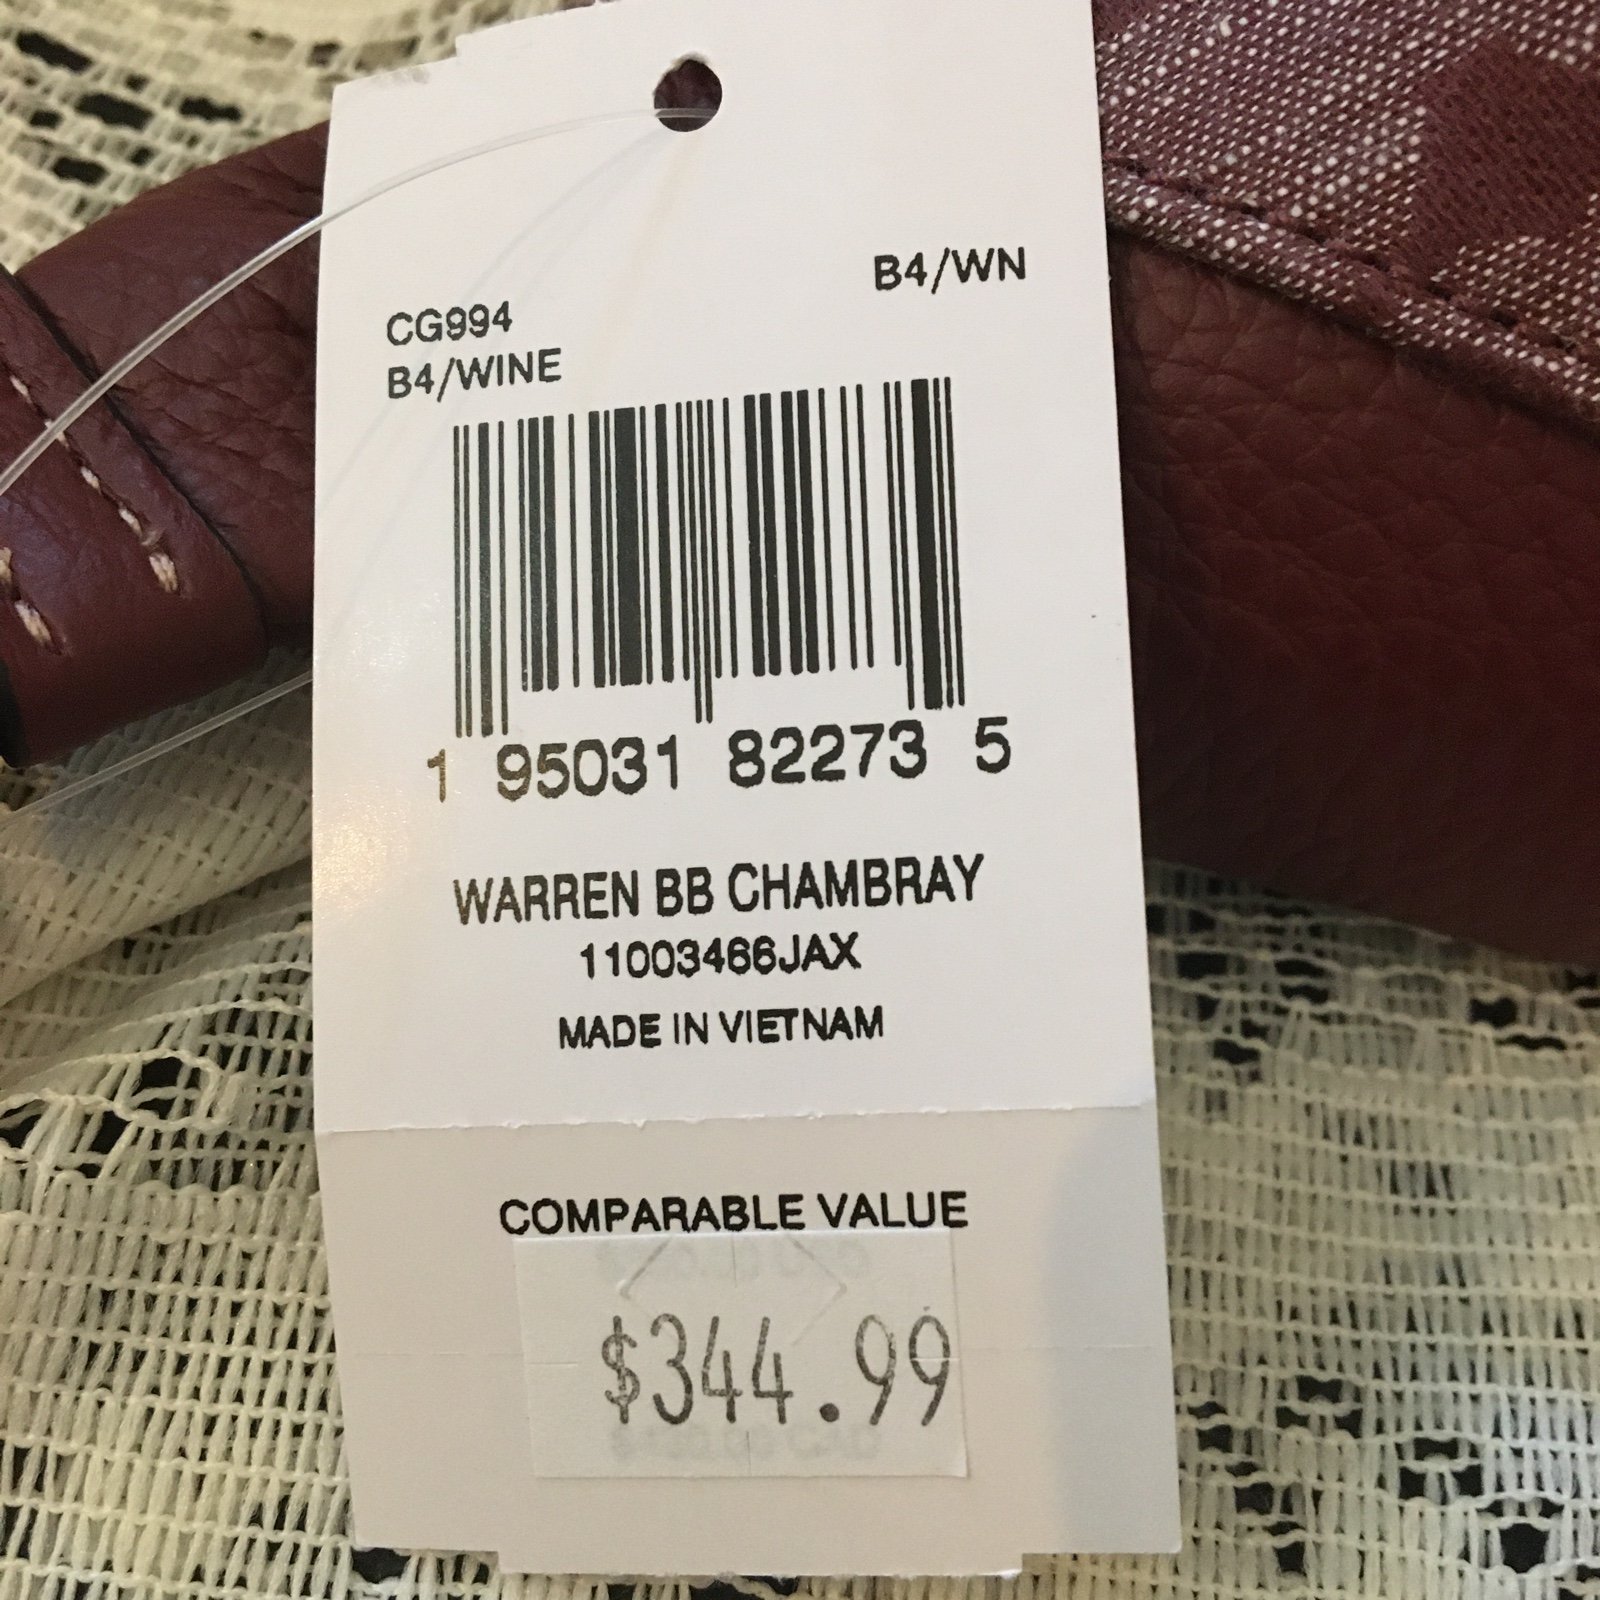 B4/WN
CG994
B4/WINE
1 95031 82273 5
WARREN BB CHAMBRAY
11003466JAX
MADE IN VIETNAM
COMPARABLE VALUE
$344.99